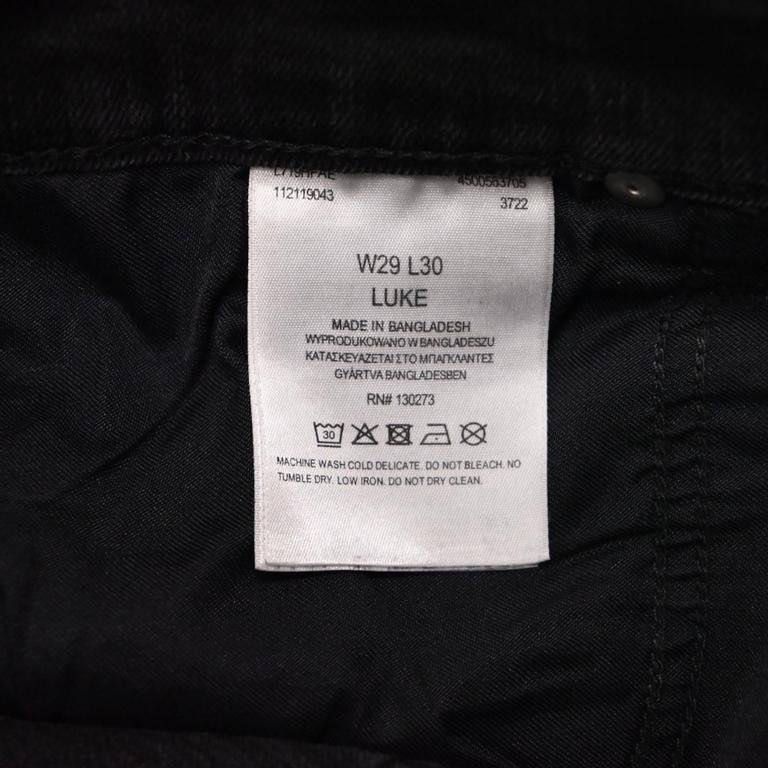 L719HFAE 4500563705
112119043 3722
W29 L30
LUKE
MADE IN BANGLADESH
WYPRODUKOWANO W BANGLADESZU
ΚΑΤΑΣΚΕΥΑΖΕΤΑΙ ΣΤΟ ΜΠΑΓΚΛΑΝΤΕΣ
GYÁRTVA BANGLADESBEN
RN# 130273
30
MACHINE WASH COLD DELICATE. DO NOT BLEACH. NO
TUMBLE DRY. LOW IRON. DO NOT DRY CLEAN.